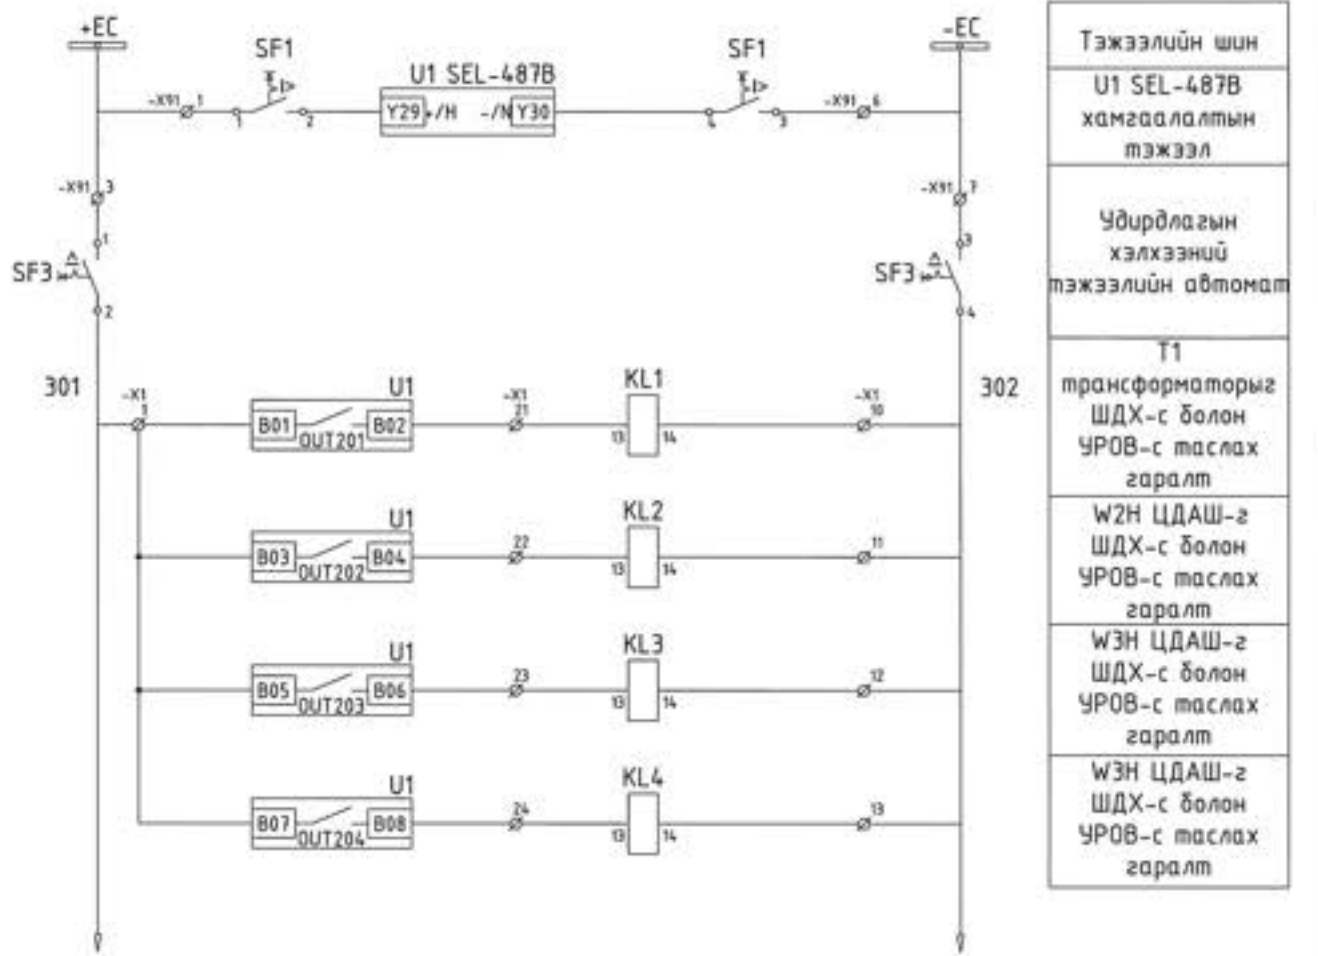 +EC
-EC
SF1
SF1
U1 SEL-487B
-X91 1
1
2
Y29 +/H -/N Y30
4
3
-X91 6
-X91 3
-X91 7
1
3
SF3
SF3
2
4
301
302
-X1
3
U1
B01 B02
OUT201
-X1
21
KL1
13 14
-X1
10
U1
B03 B04
OUT202
22
KL2
13 14
11
U1
B05 B06
OUT203
23
KL3
13 14
12
U1
B07 B08
OUT204
24
KL4
13 14
13
Тэжээлийн шин
U1 SEL-487B
хамгаалалтын
тэжээл
Удирдлагын
хэлхээний
тэжээлийн автомат
T1
трансформаторыг
ШДХ-с болон
УРОВ-с таслах
гаралт
W2H ЦДАШ-г
ШДХ-с болон
УРОВ-с таслах
гаралт
W3H ЦДАШ-г
ШДХ-с болон
УРОВ-с таслах
гаралт
W3H ЦДАШ-г
ШДХ-с болон
УРОВ-с таслах
гаралт